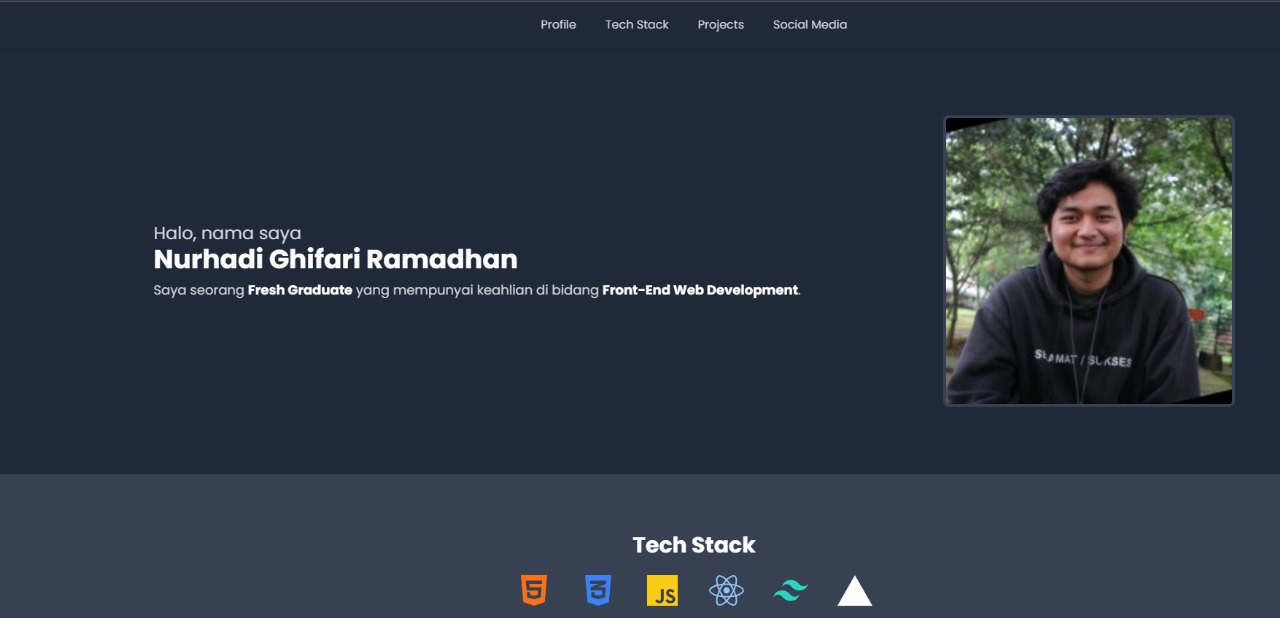 Profile Tech Stack Projects Social Media
Halo, nama saya
Nurhadi Ghifari Ramadhan
Saya seorang Fresh Graduate yang mempunyai keahlian di bidang Front-End Web Development.
SELAMAT / SUKSES
Tech Stack
5 3 JS